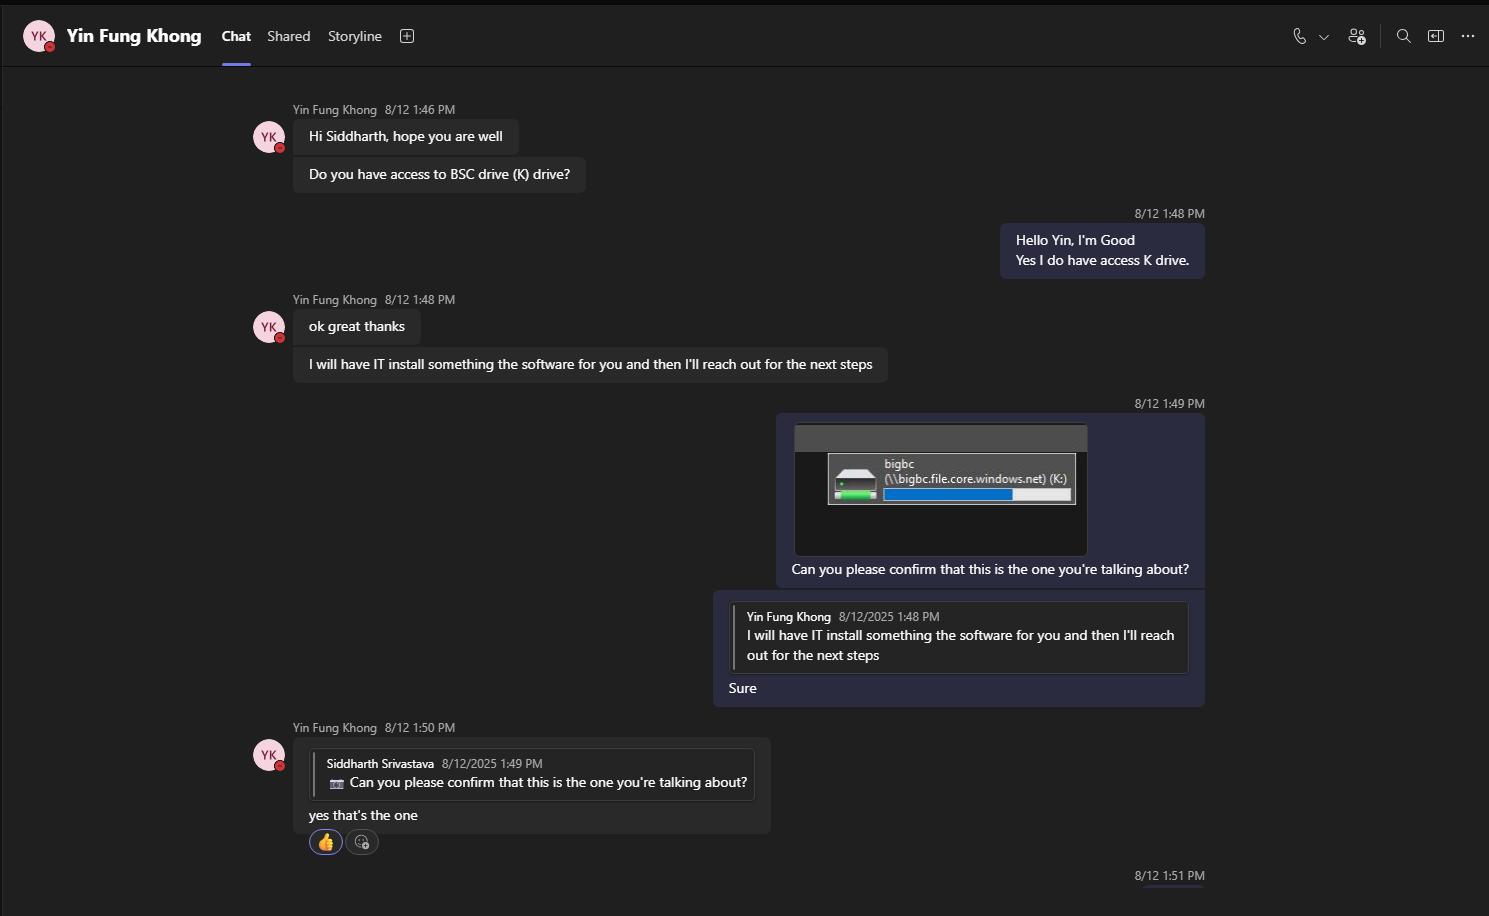 YK
Yin Fung Khong
Chat
Shared
Storyline
Yin Fung Khong 8/12 1:46 PM
YK
Hi Siddharth, hope you are well
Do you have access to BSC drive (K) drive?
8/12 1:48 PM
Hello Yin, I'm Good
Yes I do have access K drive.
Yin Fung Khong 8/12 1:48 PM
YK
ok great thanks
I will have IT install something the software for you and then I'll reach out for the next steps
8/12 1:49 PM
bigbc
(\\bigbc.file.core.windows.net) (K:)
Can you please confirm that this is the one you're talking about?
Yin Fung Khong 8/12/2025 1:48 PM
I will have IT install something the software for you and then I'll reach
out for the next steps
Sure
Yin Fung Khong 8/12 1:50 PM
YK
Siddharth Srivastava 8/12/2025 1:49 PM
Can you please confirm that this is the one you're talking about?
yes that's the one
8/12 1:51 PM